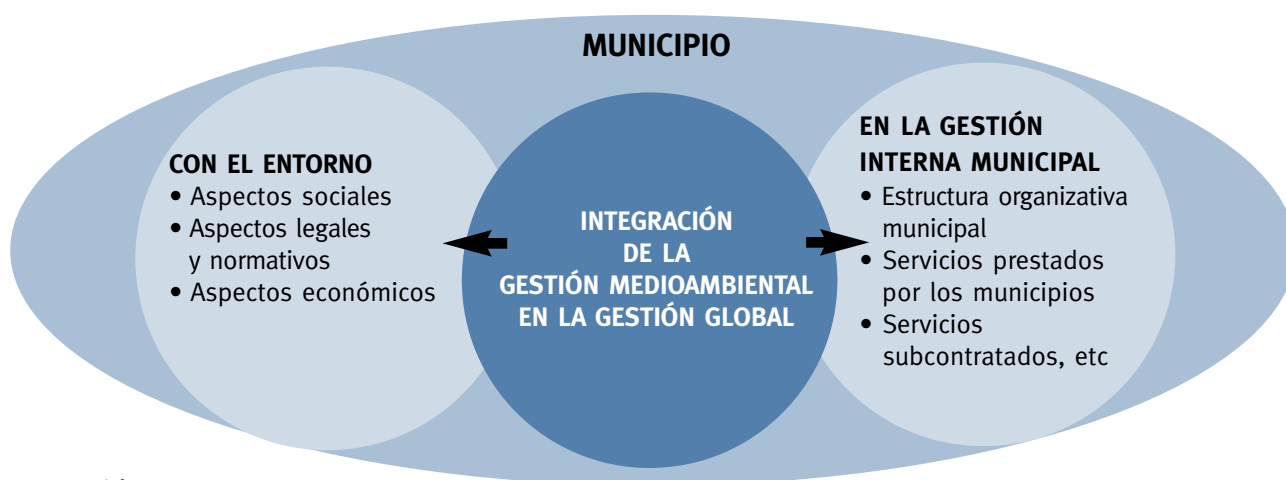 MUNICIPIO
CON EL ENTORNO
• Aspectos sociales
• Aspectos legales
y normativos
• Aspectos económicos
INTEGRACIÓN
DE LA
GESTIÓN MEDIOAMBIENTAL
EN LA GESTIÓN GLOBAL
EN LA GESTIÓN
INTERNA MUNICIPAL
• Estructura organizativa
municipal
• Servicios prestados
por los municipios
• Servicios
subcontratados, etc